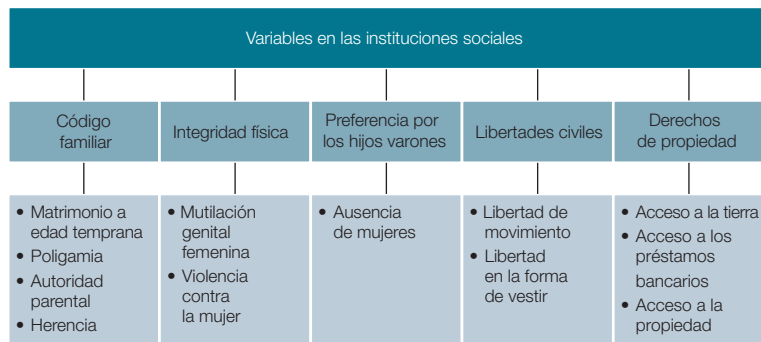 Variables en las instituciones sociales
Código
familiar
Integridad física
Preferencia por
los hijos varones
Libertades civiles
Derechos
de propiedad
• Matrimonio a
edad temprana
• Poligamia
• Autoridad
parental
• Herencia
• Mutilación
genital
femenina
• Violencia
contra
la mujer
• Ausencia
de mujeres
• Libertad de
movimiento
• Libertad
en la forma
de vestir
• Acceso a la tierra
• Acceso a los
préstamos
bancarios
• Acceso a la
propiedad